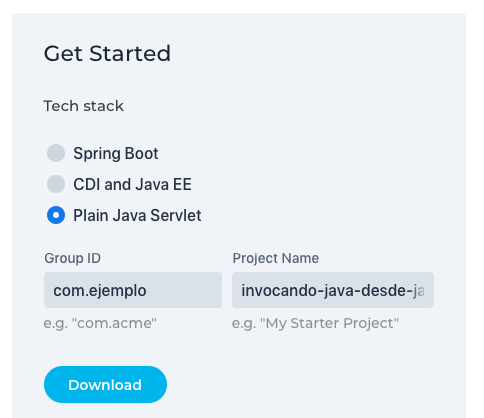 Get Started
Tech stack
Spring Boot
CDI and Java EE
Plain Java Servlet
Group ID Project Name
com.ejemplo invocando-java-desde-ja
e.g. "com.acme" e.g. "My Starter Project"
Download